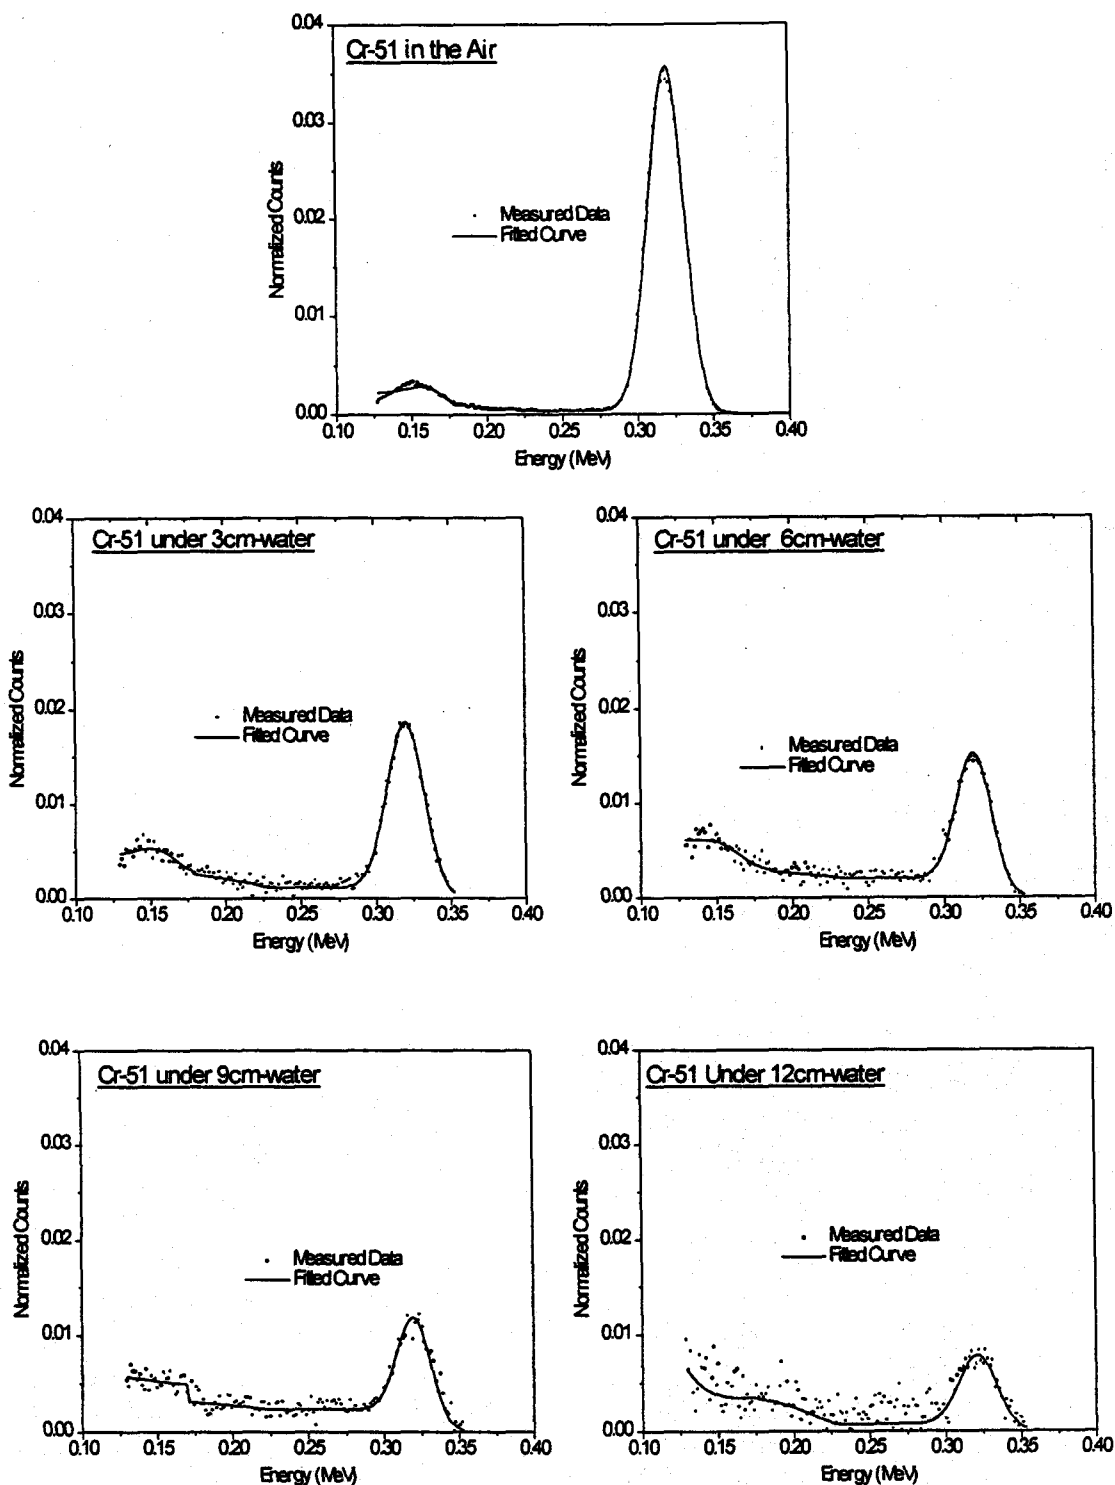 Cr-51 in the Air
0.04
0.03
0.02
0.01
0.00
Normalized Counts
Measured Data
Fitted Curve
0.10 0.15 0.20 0.25 0.30 0.35 0.40
Energy (MeV)
Cr-51 under 3cm-water
0.04
0.03
0.02
0.01
0.00
Normalized Counts
Measured Data
Fitted Curve
0.10 0.15 0.20 0.25 0.30 0.35 0.40
Energy (MeV)
Cr-51 under 6cm-water
0.04
0.03
0.02
0.01
0.00
Normalized Counts
Measured Data
Fitted Curve
0.10 0.15 0.20 0.25 0.30 0.35 0.40
Energy (MeV)
Cr-51 under 9cm-water
0.04
0.03
0.02
0.01
0.00
Normalized Counts
Measured Data
Fitted Curve
0.10 0.15 0.20 0.25 0.30 0.35 0.40
Energy (MeV)
Cr-51 Under 12cm-water
0.04
0.03
0.02
0.01
0.00
Normalized Counts
Measured Data
Fitted Curve
0.10 0.15 0.20 0.25 0.30 0.35 0.40
Energy (MeV)